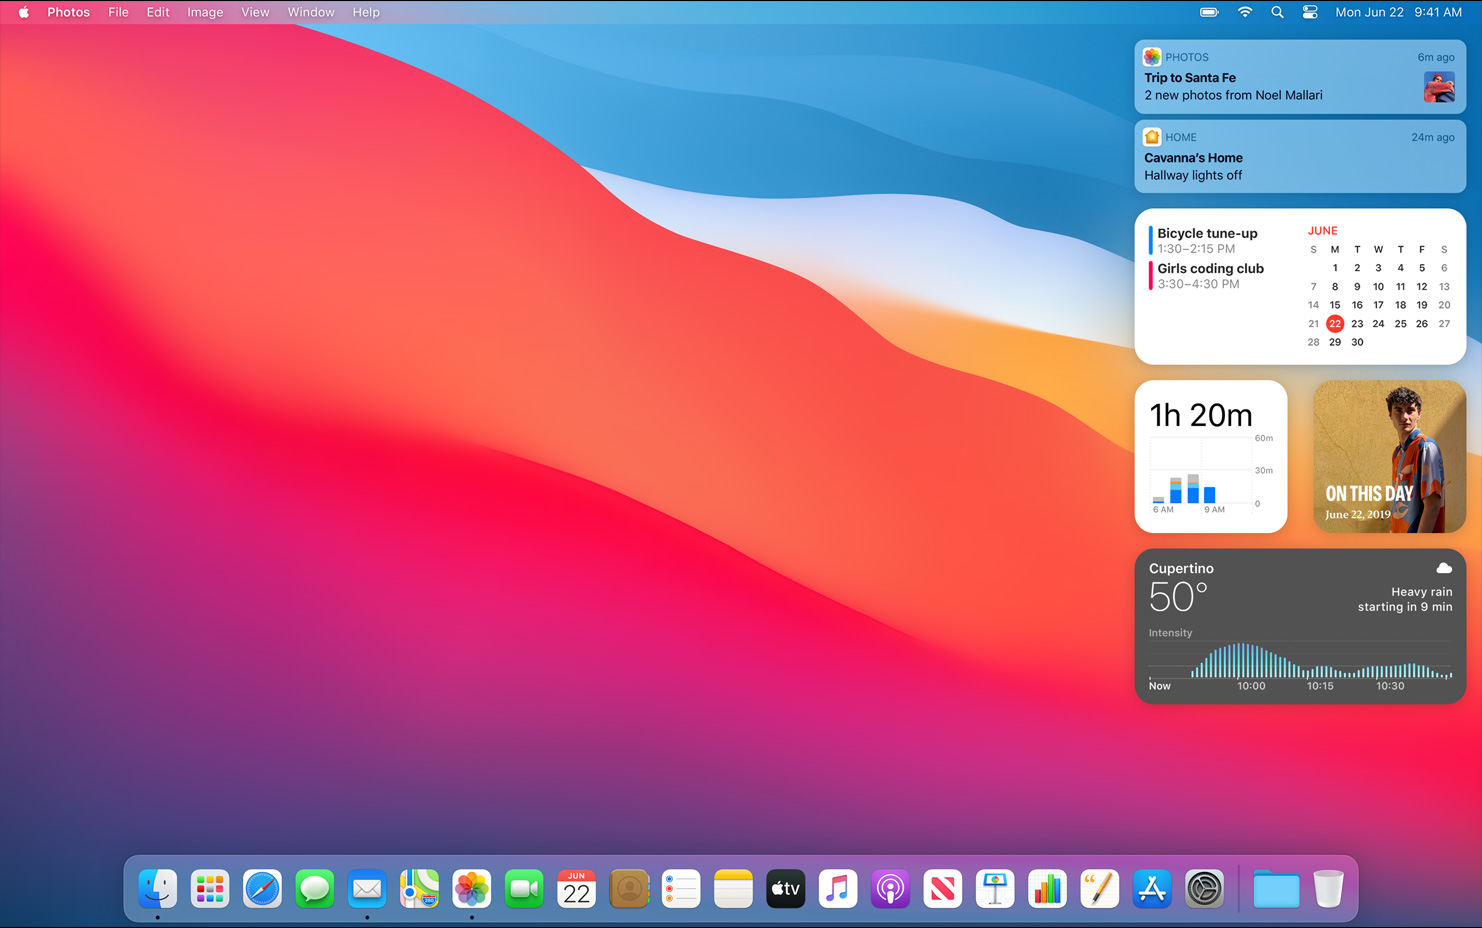 Photos File Edit Image View Window Help
Mon Jun 22 9:41 AM
PHOTOS 6m ago
Trip to Santa Fe
2 new photos from Noel Mallari
HOME 24m ago
Cavanna's Home
Hallway lights off
Bicycle tune-up
1:30–2:15 PM
Girls coding club
3:30–4:30 PM
JUNE
S M T W T F S
1 2 3 4 5 6
7 8 9 10 11 12 13
14 15 16 17 18 19 20
21 22 23 24 25 26 27
28 29 30
1h 20m
60m
30m
0
6 AM 9 AM
ON THIS DAY
June 22, 2019
Cupertino
50°
Heavy rain
starting in 9 min
Intensity
Now 10:00 10:15 10:30
280
JUN
22
tv